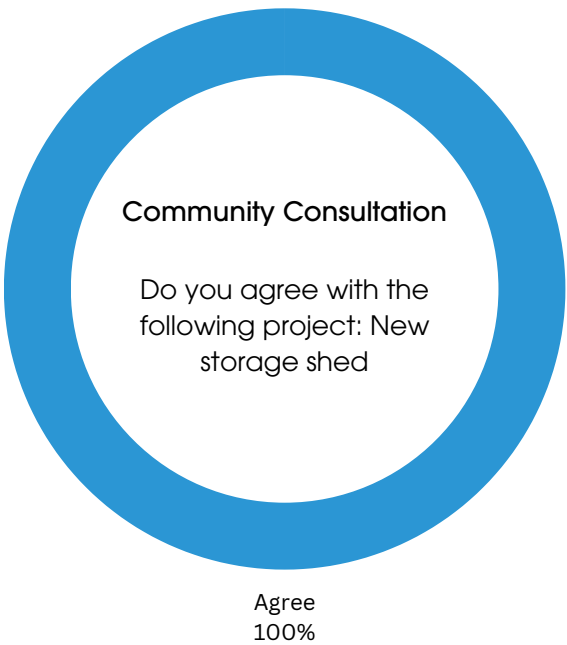 Community Consultation
Do you agree with the
following project: New
storage shed
Agree
100%